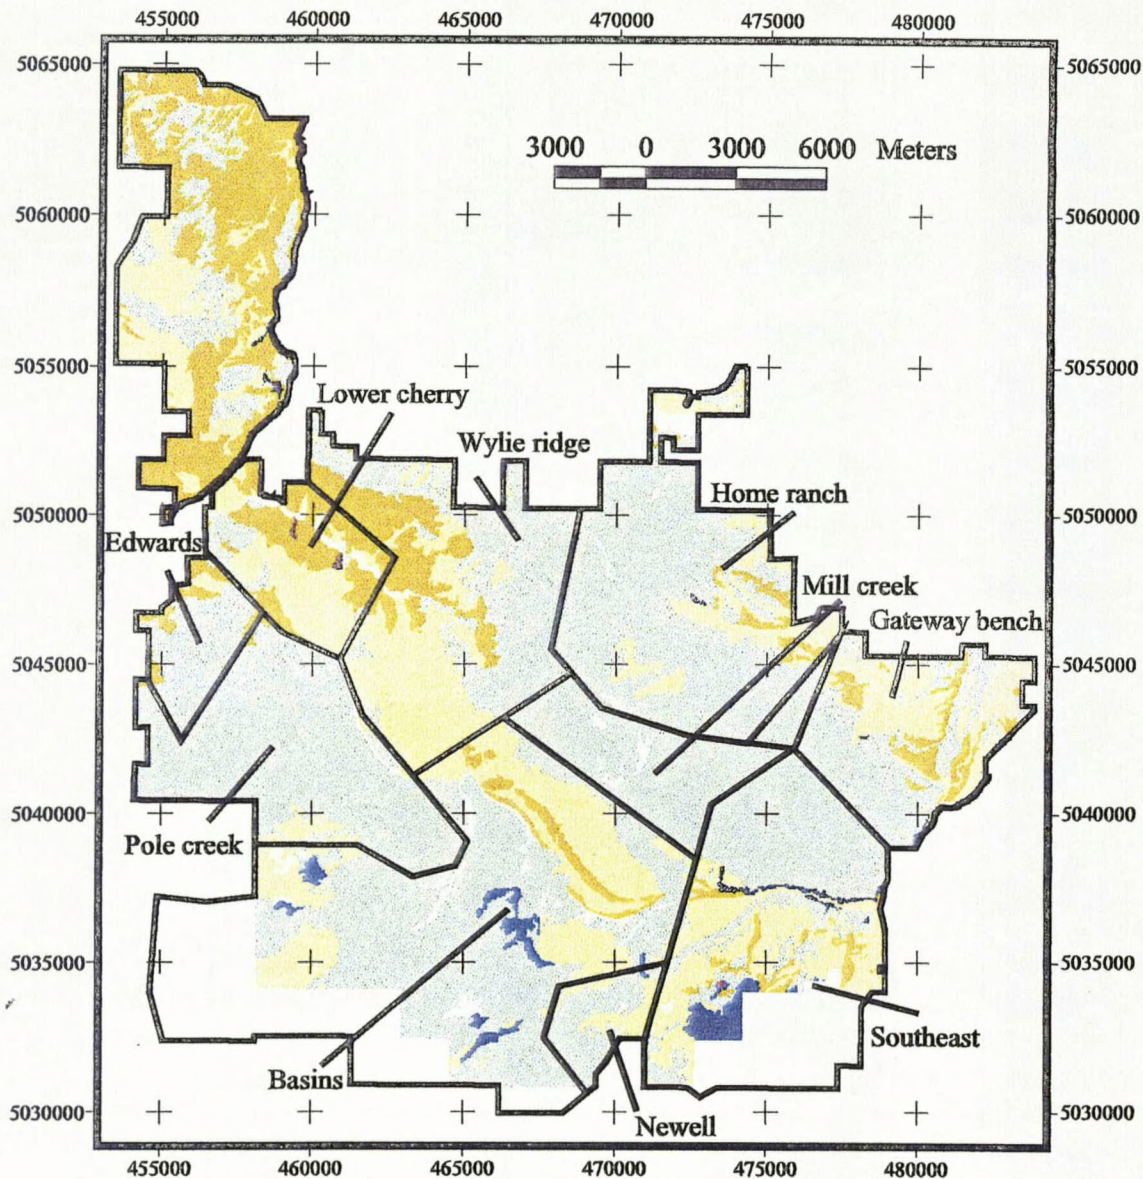 455000 460000 465000 470000 475000 480000
5065000 5065000
3000 0 3000 6000 Meters
5060000 5060000
5055000 5055000
Lower cherry
Wylie ridge
Home ranch
5050000 5050000
Edwards
Mill creek
Gateway bench
5045000 5045000
5040000 5040000
Pole creek
5035000 5035000
Southeast
Basins
5030000 5030000
Newell
455000 460000 465000 470000 475000 480000